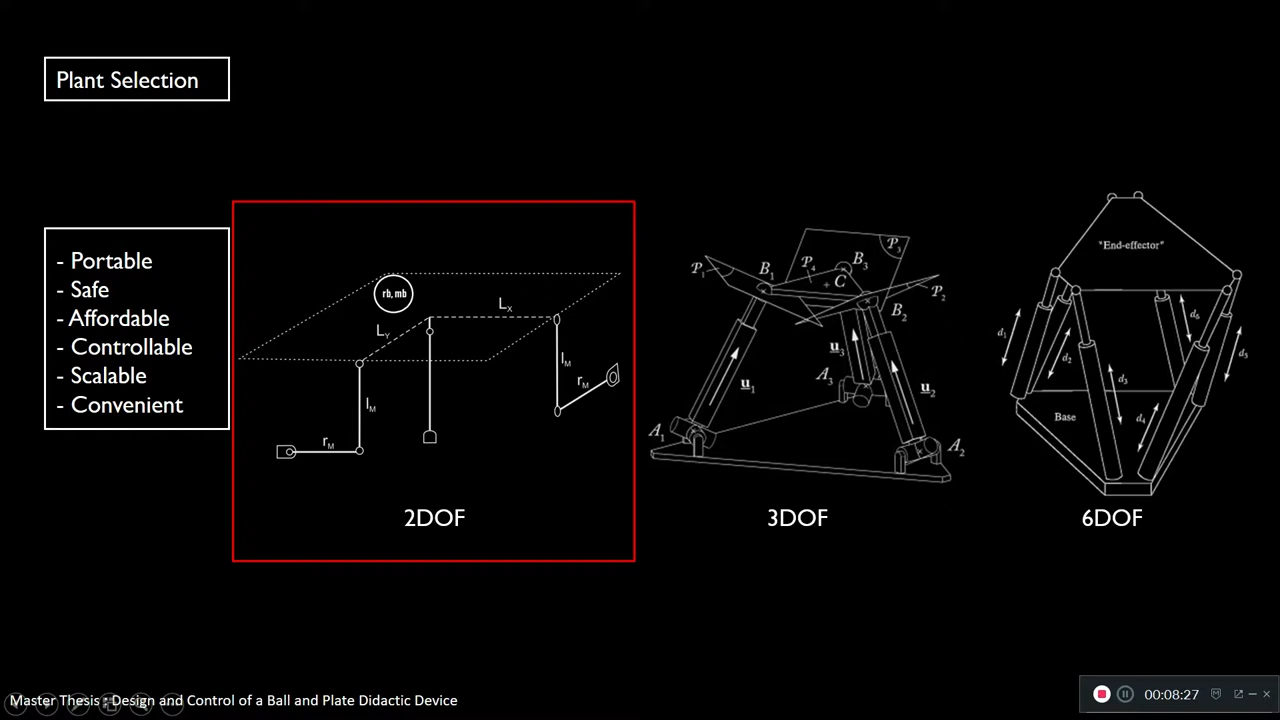 Plant Selection
- Portable
- Safe
- Affordable
- Controllable
- Scalable
- Convenient
rb, mb
LX
LY
lM
rM
lM
rM
2DOF
P1
B1
P4
B3
C
P3
P2
B2
u1
u3
u2
A1
A3
A2
3DOF
"End-effector"
d1
d2
d3
d4
d5
d6
Base
6DOF
Master Thesis : Design and Control of a Ball and Plate Didactic Device
00:08:27